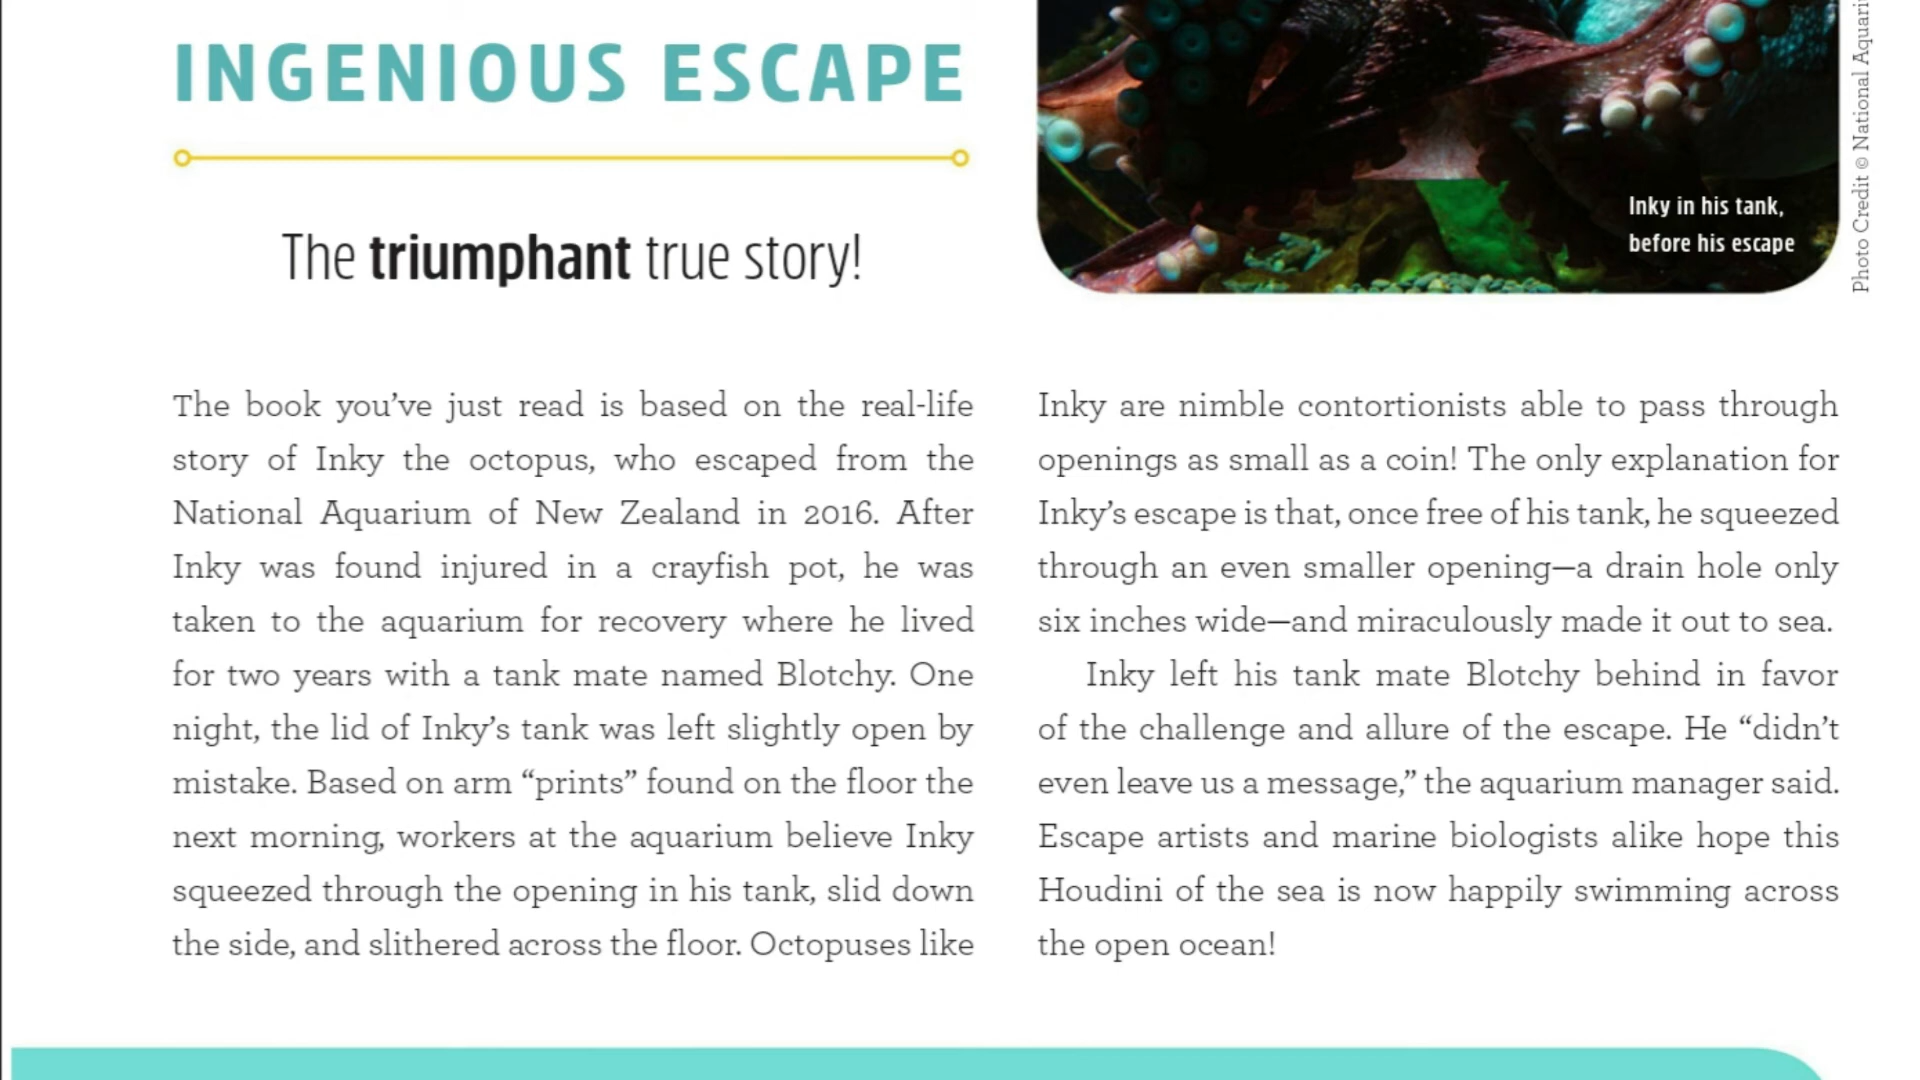 INGENIOUS ESCAPE
The triumphant true story!
Inky in his tank,
before his escape
Photo Credit © National
The book you’ve just read is based on the real-life
story of Inky the octopus, who escaped from the
National Aquarium of New Zealand in 2016. After
Inky was found injured in a crayfish pot, he was
taken to the aquarium for recovery where he lived
for two years with a tank mate named Blotchy. One
night, the lid of Inky’s tank was left slightly open by
mistake. Based on arm “prints” found on the floor the
next morning, workers at the aquarium believe Inky
squeezed through the opening in his tank, slid down
the side, and slithered across the floor. Octopuses like
Inky are nimble contortionists able to pass through
openings as small as a coin! The only explanation for
Inky’s escape is that, once free of his tank, he squeezed
through an even smaller opening—a drain hole only
six inches wide—and miraculously made it out to sea.
Inky left his tank mate Blotchy behind in favor
of the challenge and allure of the escape. He “didn’t
even leave us a message,” the aquarium manager said.
Escape artists and marine biologists alike hope this
Houdini of the sea is now happily swimming across
the open ocean!